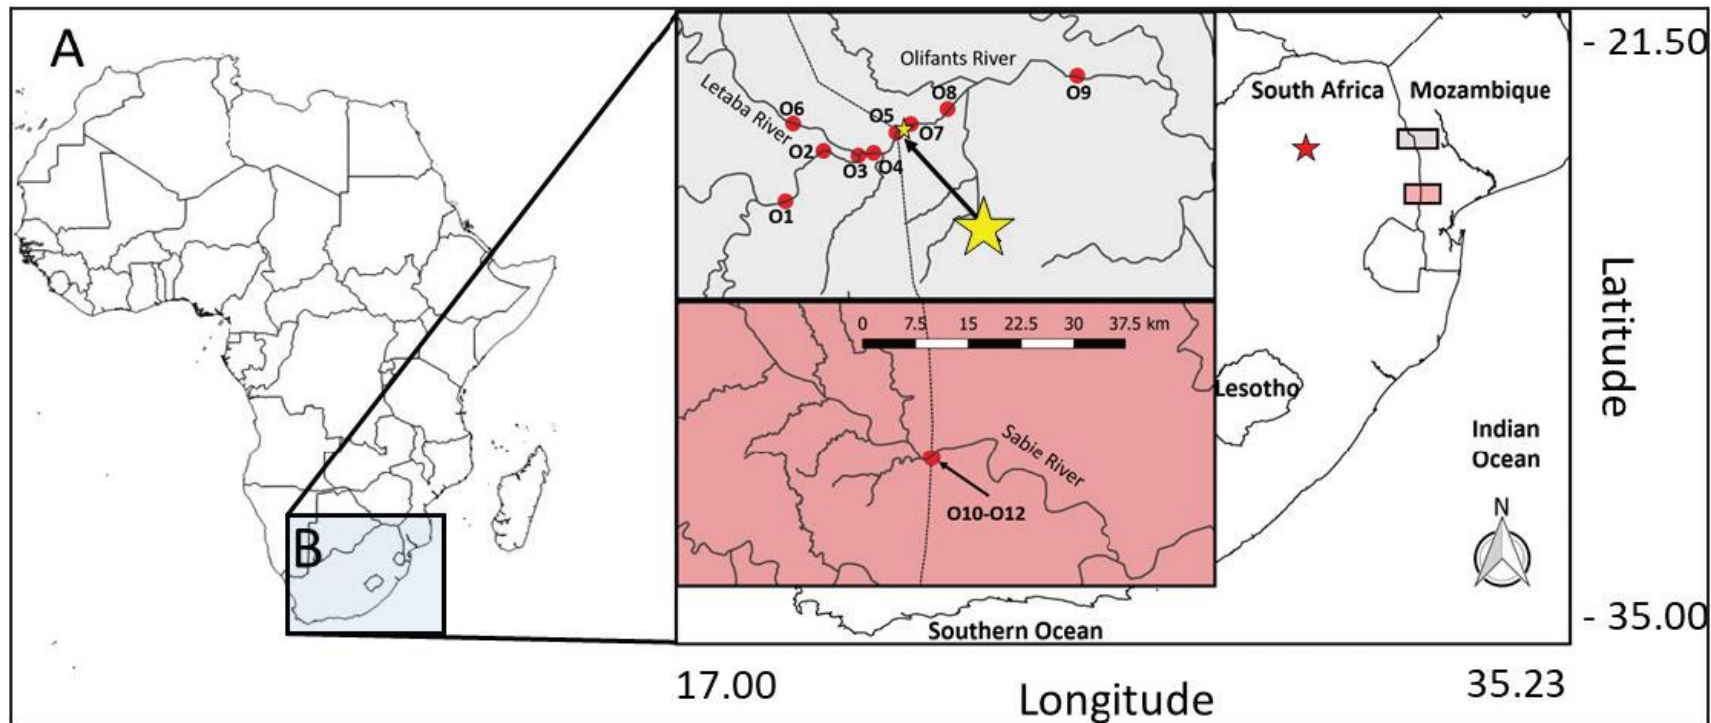 A
B
Olifants River
Letaba River
O6
O5
O8
O9
O7
O2
O3
O4
O1
0 7.5 15 22.5 30 37.5 km
Sabie River
O10-O12
South Africa
Mozambique
Lesotho
Indian
Ocean
N
Southern Ocean
- 21.50
Latitude
- 35.00
17.00
Longitude
35.23